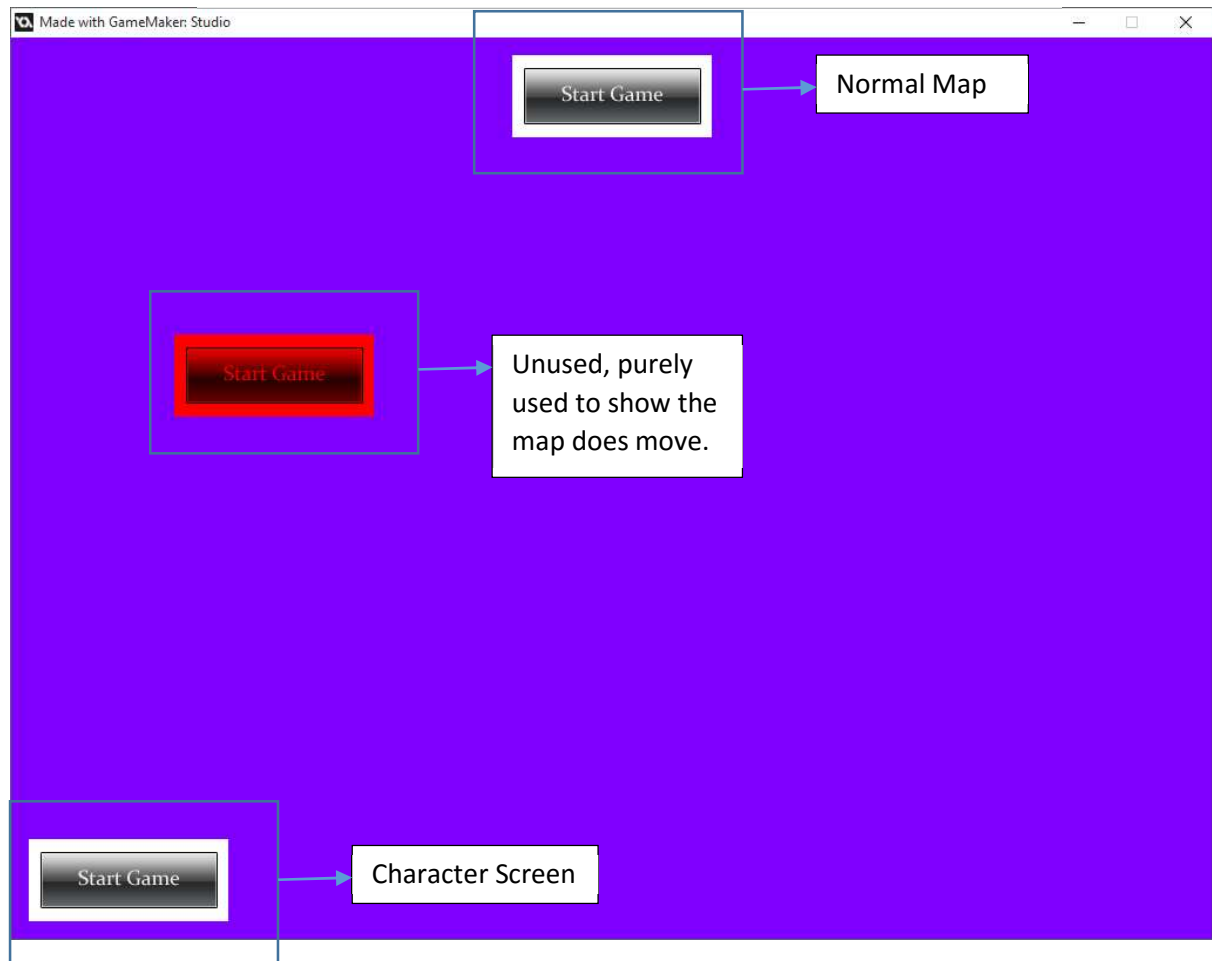 Made with GameMaker: Studio
Start Game
Normal Map
Start Game
Unused, purely
used to show the
map does move.
Start Game
Character Screen